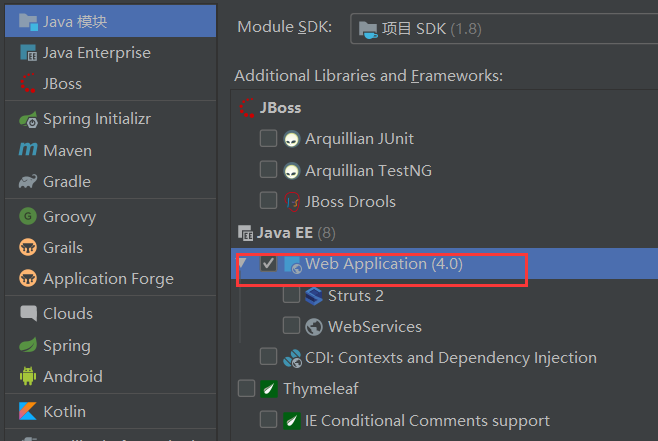 Java 模块
Java Enterprise
JBoss
Spring Initializr
Maven
Gradle
Groovy
Grails
Application Forge
Clouds
Spring
Android
Kotlin
Module SDK: 项目 SDK (1.8)
Additional Libraries and Frameworks:
JBoss
Arquillian JUnit
Arquillian TestNG
JBoss Drools
Java EE (8)
Web Application (4.0)
Struts 2
WebServices
CDI: Contexts and Dependency Injection
Thymeleaf
IE Conditional Comments support